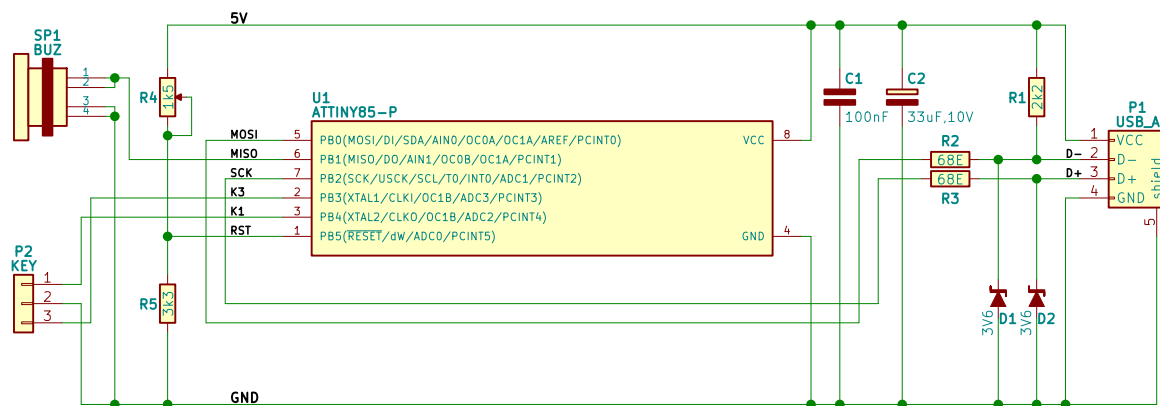 5V
SP1
BUZ
1
2
3
4
R4
1k5
U1
ATTINY85-P
C1
100nF
C2
33uF,10V
R1
2k2
P1
USB_A
MOSI 5 PB0(MOSI/DI/SDA/AIN0/OC0A/OC1A/AREF/PCINT0) VCC 8
MISO 6 PB1(MISO/DO/AIN1/OC0B/OC1A/PCINT1)
SCK 7 PB2(SCK/USCK/SCL/T0/INT0/ADC1/PCINT2)
K3 2 PB3(XTAL1/CLKI/OC1B/ADC3/PCINT3)
K1 3 PB4(XTAL2/CLKO/OC1B/ADC2/PCINT4)
RST 1 PB5(RESET/dW/ADC0/PCINT5) GND 4
R2
68E
68E
R3
1 VCC
D- 2 D-
D+ 3 D+
4 GND
shield
5
P2
KEY
1
2
3
R5
3k3
3V6
D1
3V6
D2
GND